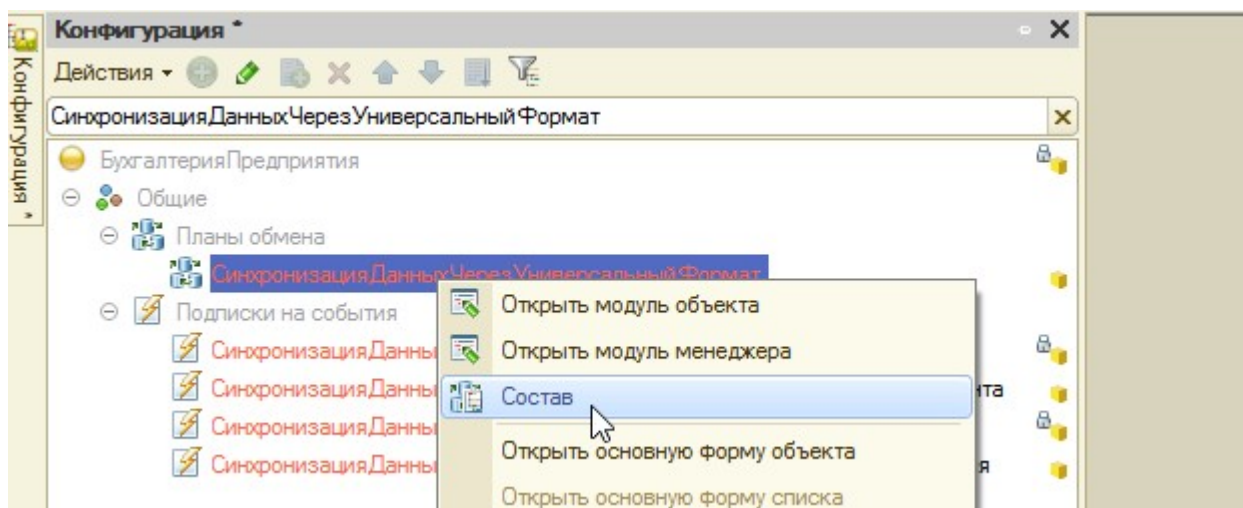 Конфигурация *
Конфигурация *
Действия
СинхронизацияДанныхЧерезУниверсальныйФормат
БухгалтерияПредприятия
Общие
Планы обмена
СинхронизацияДанныхЧерезУниверсальныйФормат
Открыть модуль объекта
Подписки на события
СинхронизацияДанны
Открыть модуль менеджера
СинхронизацияДанны
Состав
нта
СинхронизацияДанны
СинхронизацияДанны
Открыть основную форму объекта
я
Открыть основную форму списка